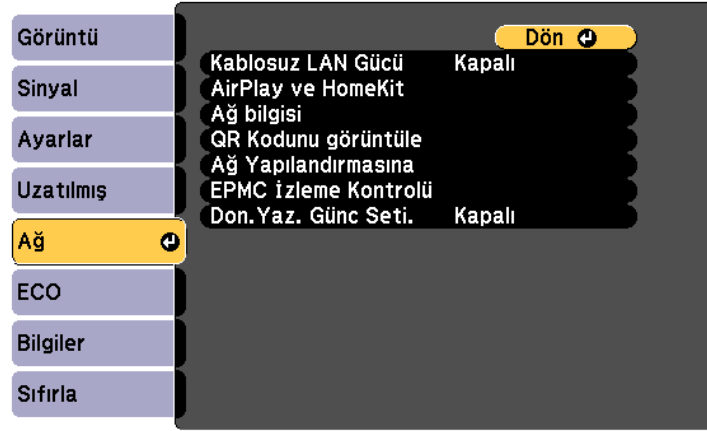 Görüntü
Sinyal
Ayarlar
Uzatılmış
Ağ
ECO
Bilgiler
Sıfırla
Dön
Kablosuz LAN Gücü Kapalı
AirPlay ve HomeKit
Ağ bilgisi
QR Kodunu görüntüle
Ağ Yapılandırmasına
EPMC İzleme Kontrolü
Don.Yaz. Günc Seti. Kapalı